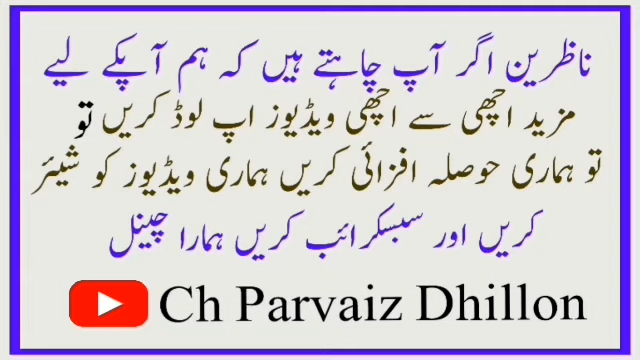 ناظرین اگر آپ چاہتے ہیں کہ ہم آپکے لیے
مزید اچھی سے اچھی ویڈیوز اپ لوڈ کریں تو
تو ہماری حوصلہ افزائی کریں ہماری ویڈیوز کو شیئر
کریں اور سبسکرائب کریں ہمارا چینل
Ch Parvaiz Dhillon